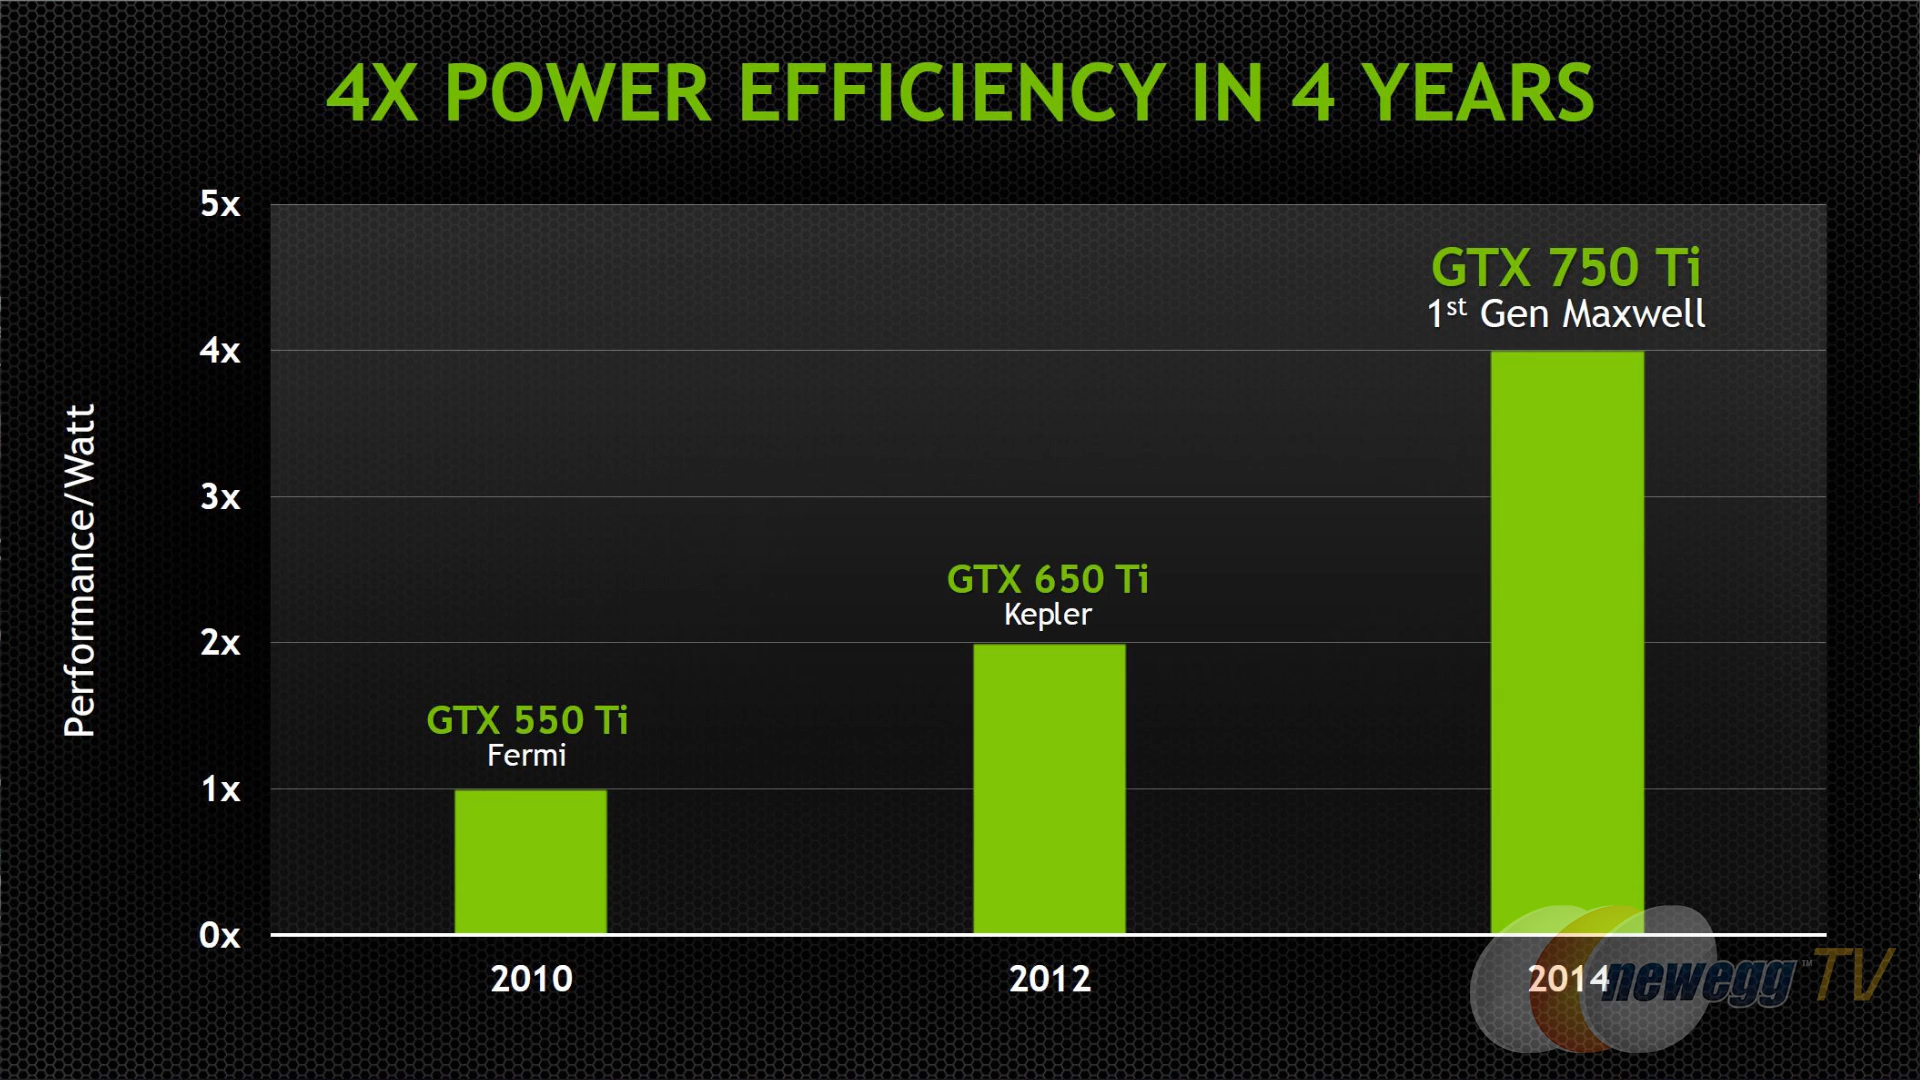 4X POWER EFFICIENCY IN 4 YEARS
Performance/Watt
5x
4x
3x
2x
1x
0x
GTX 550 Ti
Fermi
GTX 650 Ti
Kepler
GTX 750 Ti
1st Gen Maxwell
2010
2012
2014
newegg™ TV